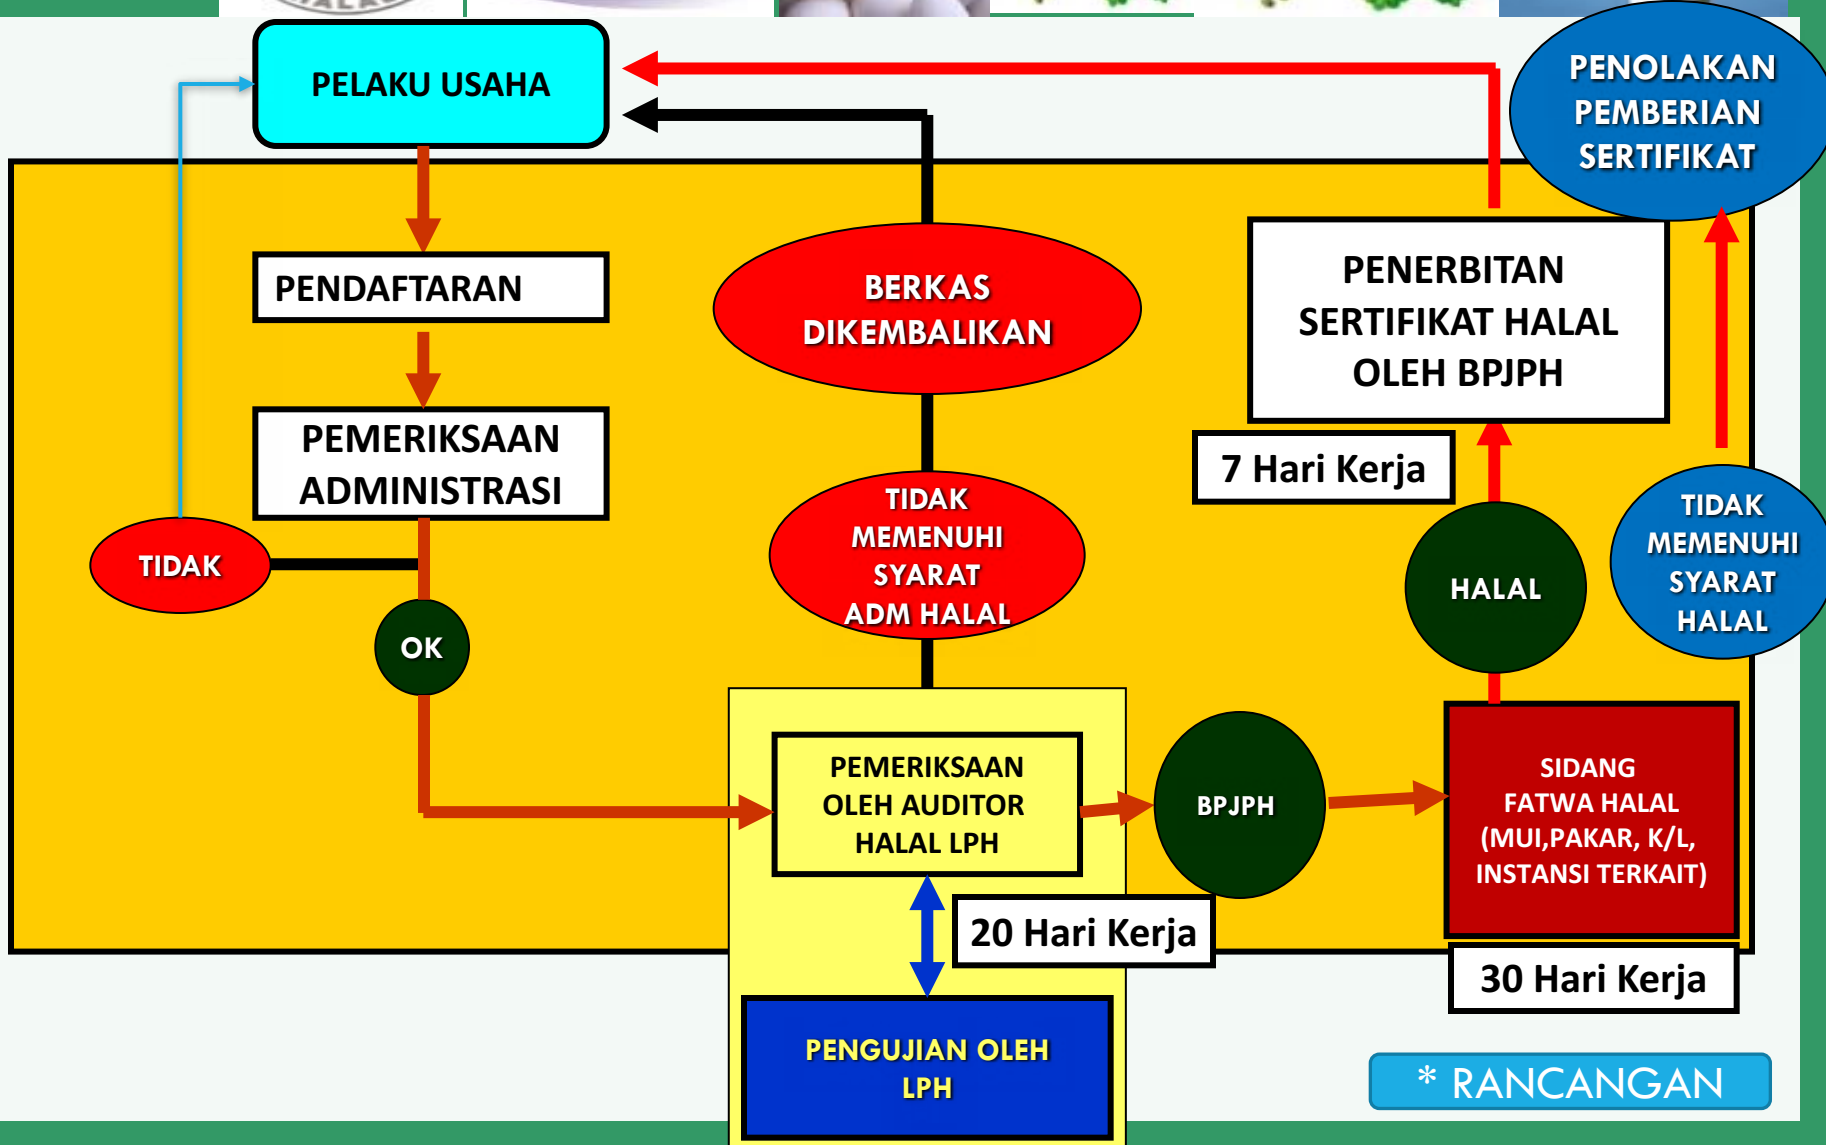 HALAL
PELAKU USAHA
PENOLAKAN
PEMBERIAN
SERTIFIKAT
PENDAFTARAN
BERKAS
DIKEMBALIKAN
PENERBITAN
SERTIFIKAT HALAL
OLEH BPJPH
PEMERIKSAAN
ADMINISTRASI
7 Hari Kerja
TIDAK
TIDAK
MEMENUHI
SYARAT
ADM HALAL
HALAL
TIDAK
MEMENUHI
SYARAT
HALAL
OK
PEMERIKSAAN
OLEH AUDITOR
HALAL LPH
BPJPH
SIDANG
FATWA HALAL
(MUI,PAKAR, K/L,
INSTANSI TERKAIT)
20 Hari Kerja
30 Hari Kerja
PENGUJIAN OLEH
LPH
* RANCANGAN